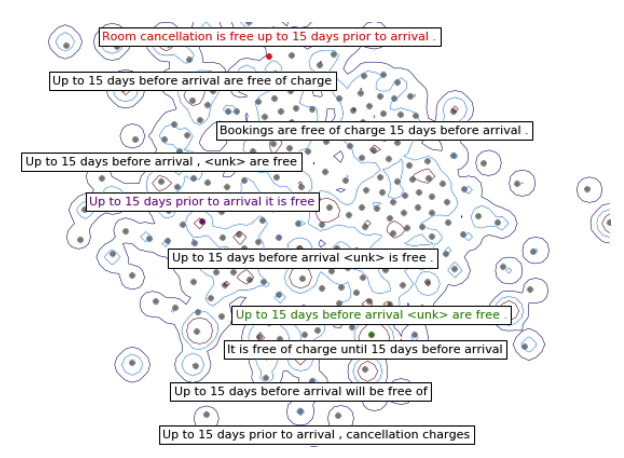 Room cancellation is free up to 15 days prior to arrival .
Up to 15 days before arrival are free of charge
Bookings are free of charge 15 days before arrival .
Up to 15 days before arrival , <unk> are free
Up to 15 days prior to arrival it is free
Up to 15 days before arrival <unk> is free .
Up to 15 days before arrival <unk> are free .
It is free of charge until 15 days before arrival
Up to 15 days before arrival will be free of
Up to 15 days prior to arrival , cancellation charges